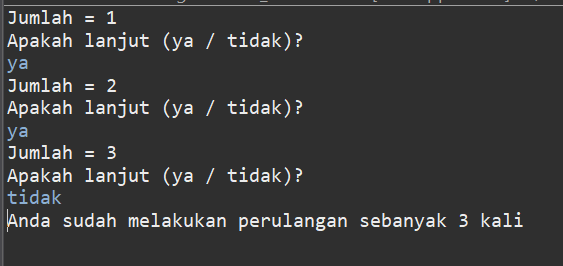 Jumlah = 1
Apakah lanjut (ya / tidak)?
ya
Jumlah = 2
Apakah lanjut (ya / tidak)?
ya
Jumlah = 3
Apakah lanjut (ya / tidak)?
tidak
Anda sudah melakukan perulangan sebanyak 3 kali